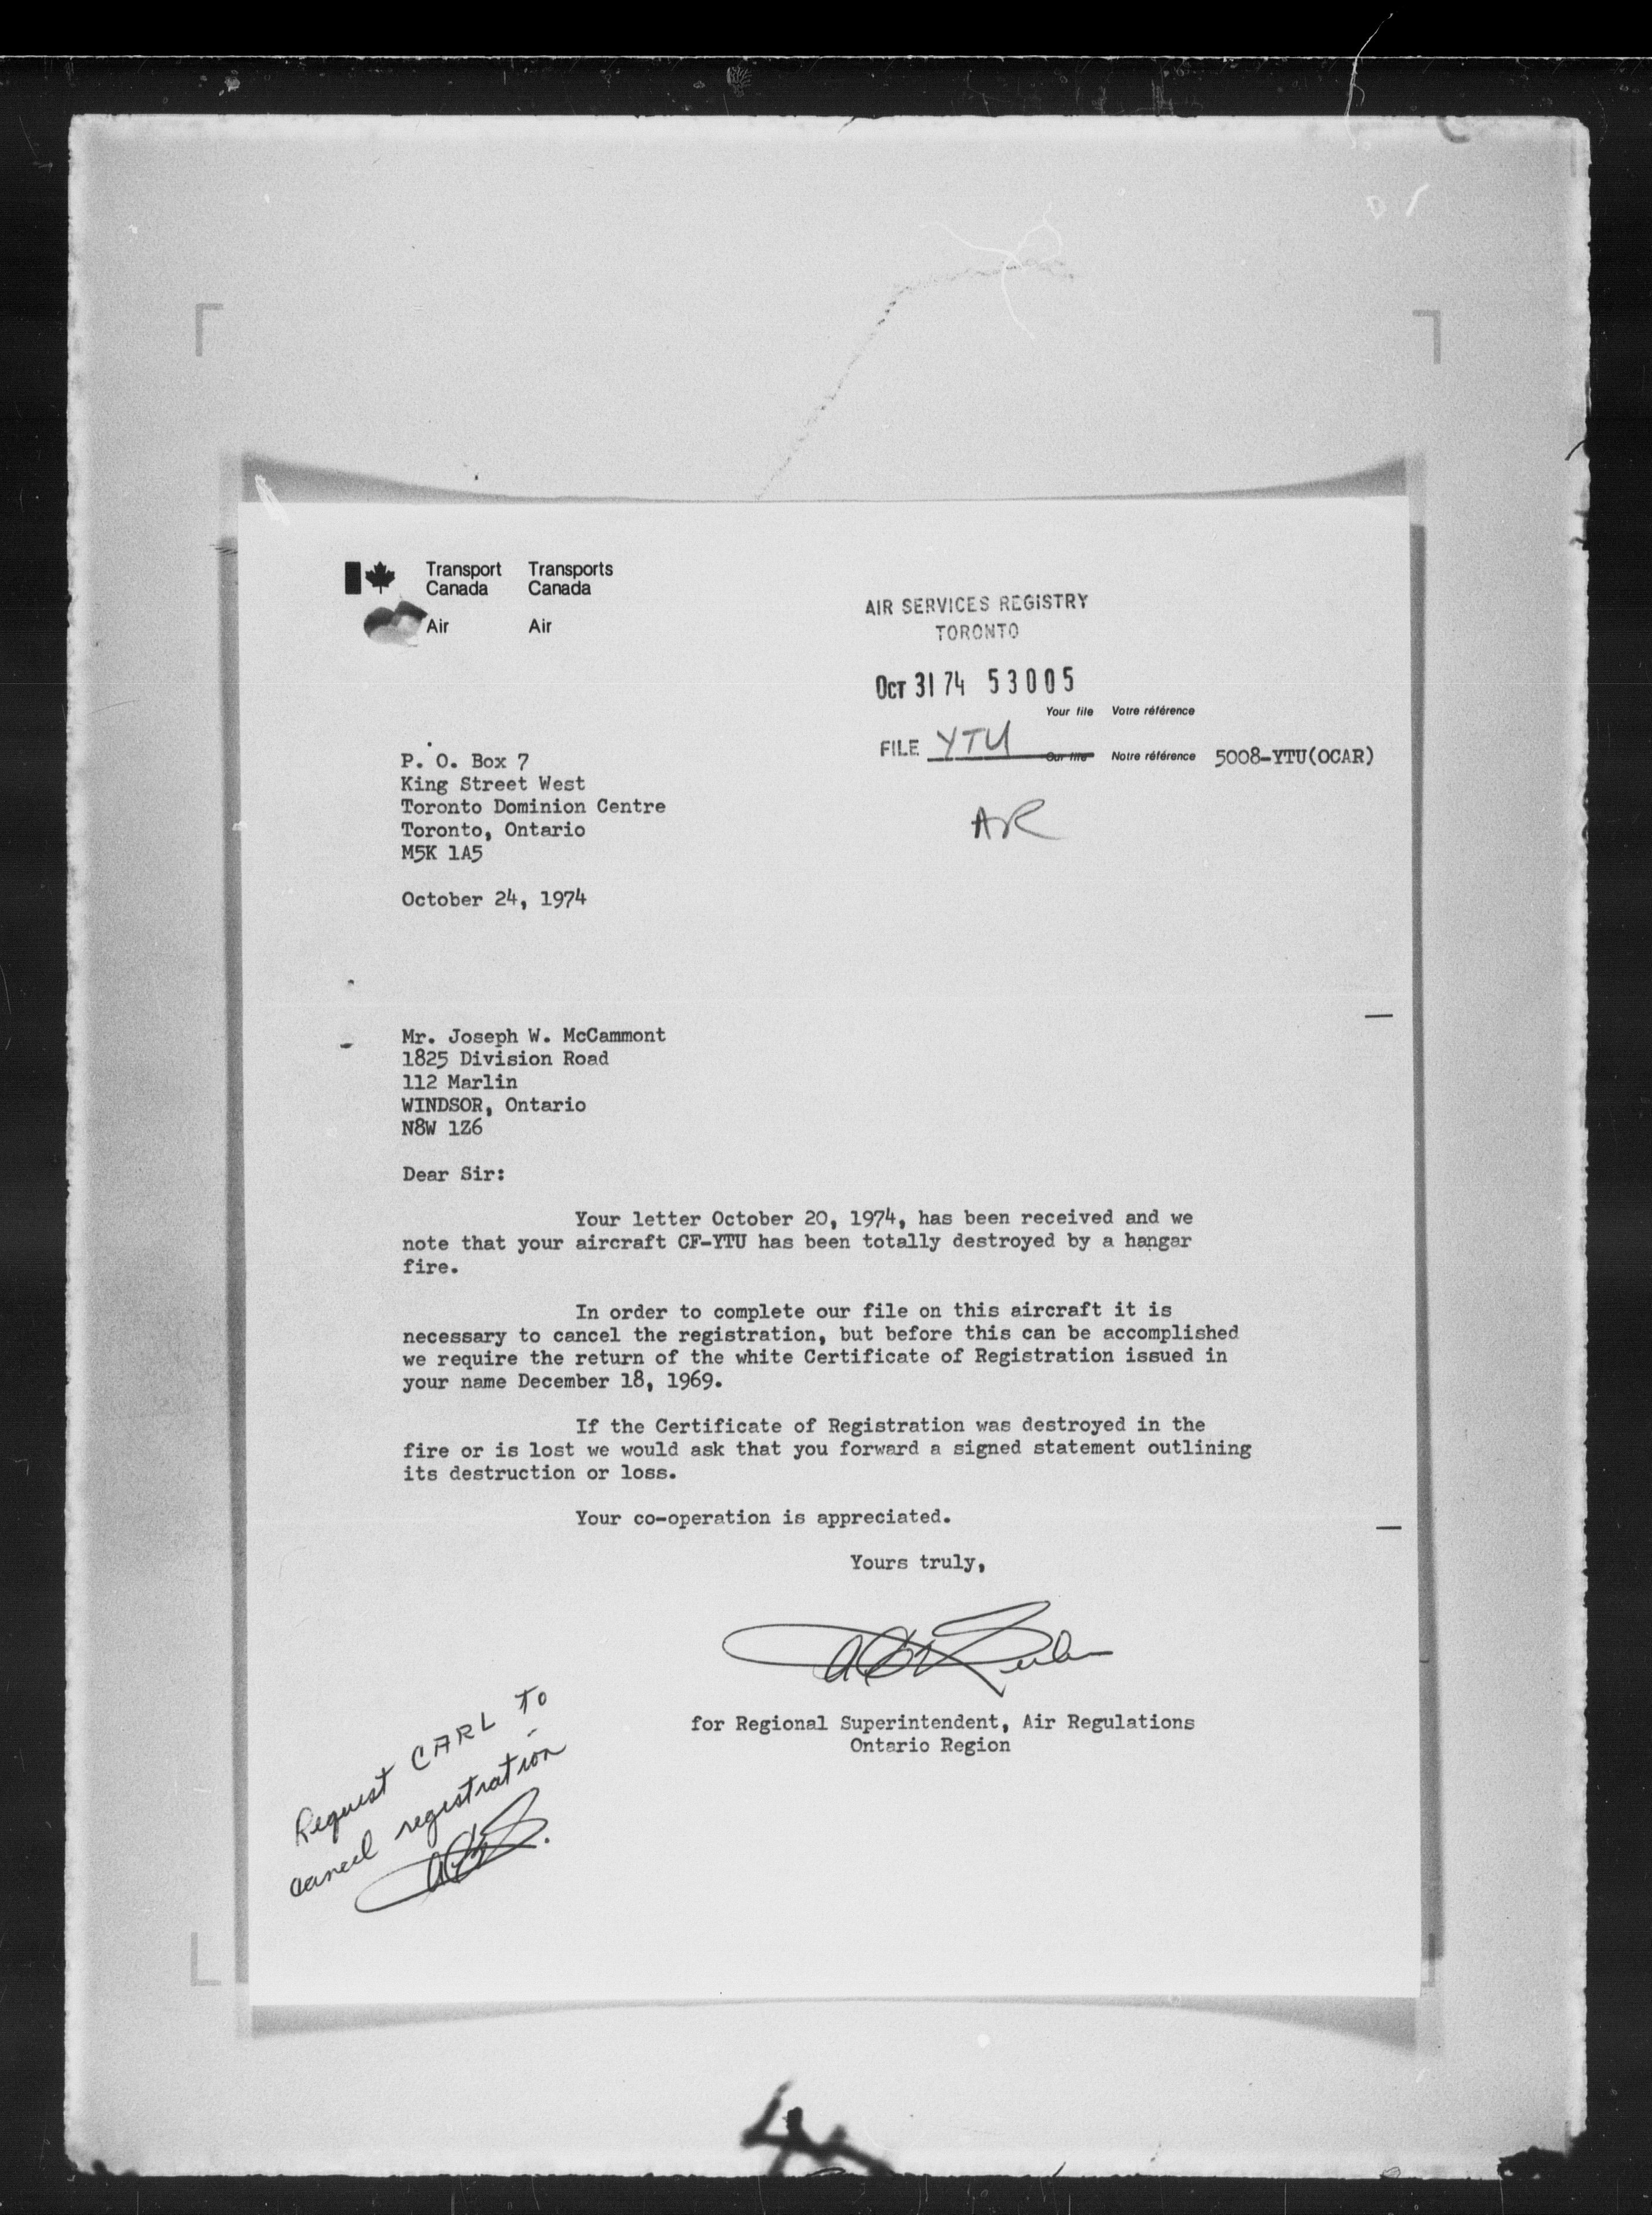 Transport Transports
Canada Canada
Air Air
AIR SERVICES REGISTRY
TORONTO
OCT 31 74 53005
Your file Votre référence
FILE YTU Our file Notre référence 5008-YTU(OCAR)
AR
P. O. Box 7
King Street West
Toronto Dominion Centre
Toronto, Ontario
M5K 1A5
October 24, 1974
Mr. Joseph W. McCammont
1825 Division Road
112 Marlin
WINDSOR, Ontario
N8W 1Z6
Dear Sir:
Your letter October 20, 1974, has been received and we
note that your aircraft CF-YTU has been totally destroyed by a hangar
fire.
In order to complete our file on this aircraft it is
necessary to cancel the registration, but before this can be accomplished
we require the return of the white Certificate of Registration issued in
your name December 18, 1969.
If the Certificate of Registration was destroyed in the
fire or is lost we would ask that you forward a signed statement outlining
its destruction or loss.
Your co-operation is appreciated.
Yours truly,
for Regional Superintendent, Air Regulations
Ontario Region
Request CARL TO
cancel registration